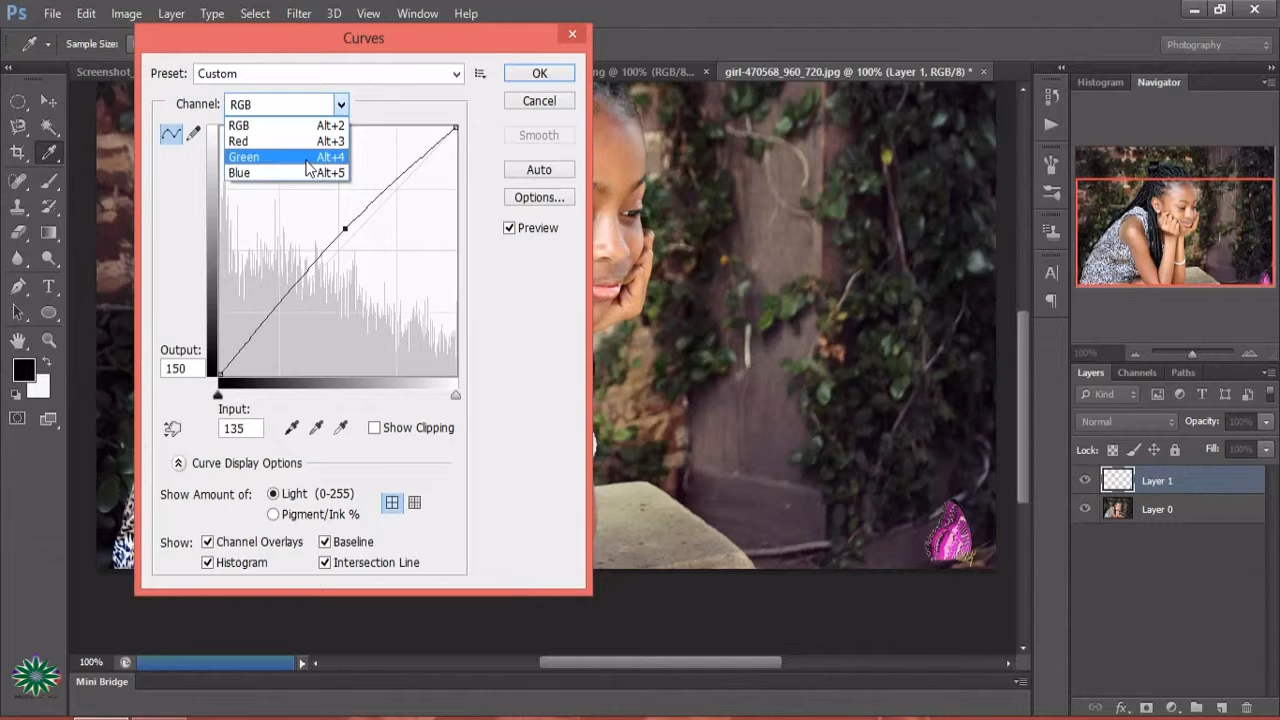 Ps File Edit Image Layer Type Select Filter 3D View Window Help
Sample Size:
Photography
Curves
Screenshot_
ng @ 100% (RGB/8...
girl-470568_960_720.jpg @ 100% (Layer 1, RGB/8) *
Histogram Navigator
Preset: Custom
OK
Channel: RGB
Cancel
RGB Alt+2
Red Alt+3
Green Alt+4
Blue Alt+5
Smooth
Auto
Options...
Preview
Output:
150
Input:
135
Show Clipping
Curve Display Options
Show Amount of: Light (0-255)
Pigment/Ink %
Show: Channel Overlays Baseline
Histogram Intersection Line
100%
Layers Channels Paths
Kind
Normal Opacity: 100%
Lock: Fill: 100%
Layer 1
Layer 0
100%
Mini Bridge